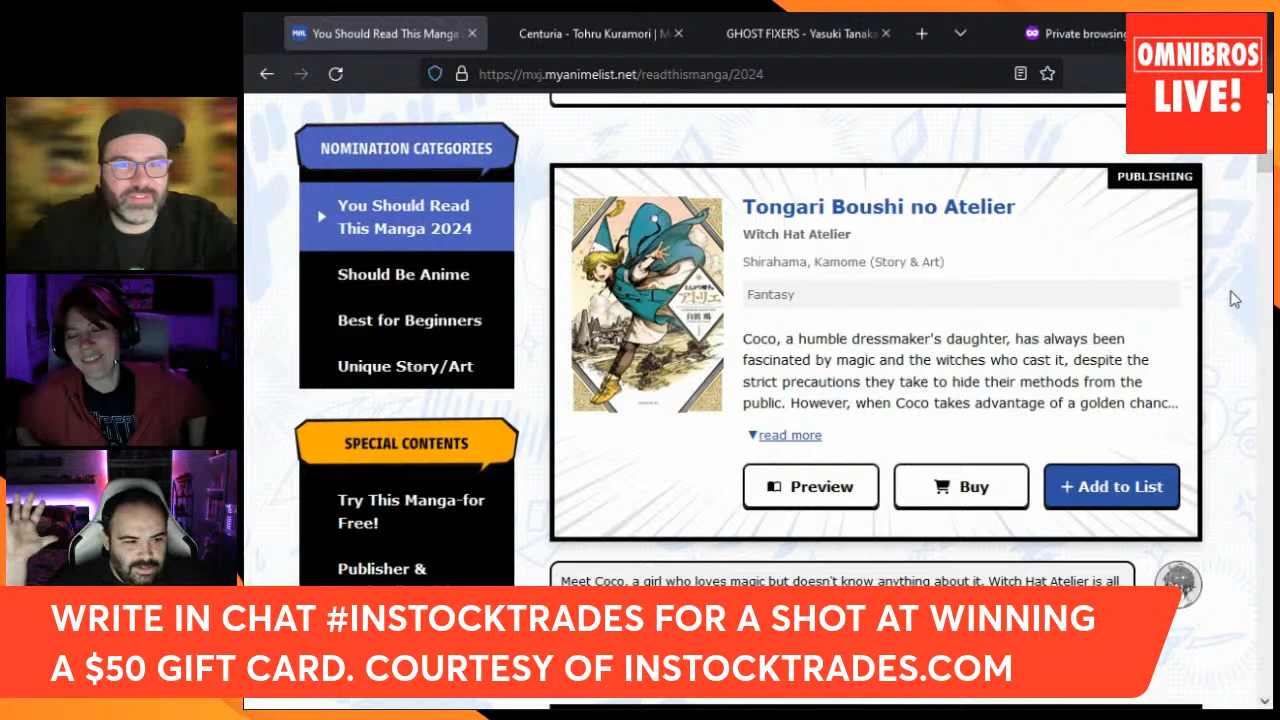 You Should Read This Manga
Centuria - Tohru Kuramori | M
GHOST FIXERS - Yasuki Tanaka
Private browsing
https://mxj.myanimelist.net/readthismanga/2024
OMNIBROS
LIVE!
NOMINATION CATEGORIES
You Should Read
This Manga 2024
Should Be Anime
Best for Beginners
Unique Story/Art
SPECIAL CONTENTS
Try This Manga-for
Free!
Publisher &
PUBLISHING
Tongari Boushi no Atelier
Witch Hat Atelier
Shirahama, Kamome (Story & Art)
Fantasy
Coco, a humble dressmaker's daughter, has always been
fascinated by magic and the witches who cast it, despite the
strict precautions they take to hide their methods from the
public. However, when Coco takes advantage of a golden chanc...
▼read more
Preview
Buy
+ Add to List
Meet Coco, a girl who loves magic but doesn't know anything about it. Witch Hat Atelier is all
WRITE IN CHAT #INSTOCKTRADES FOR A SHOT AT WINNING
A $50 GIFT CARD. COURTESY OF INSTOCKTRADES.COM